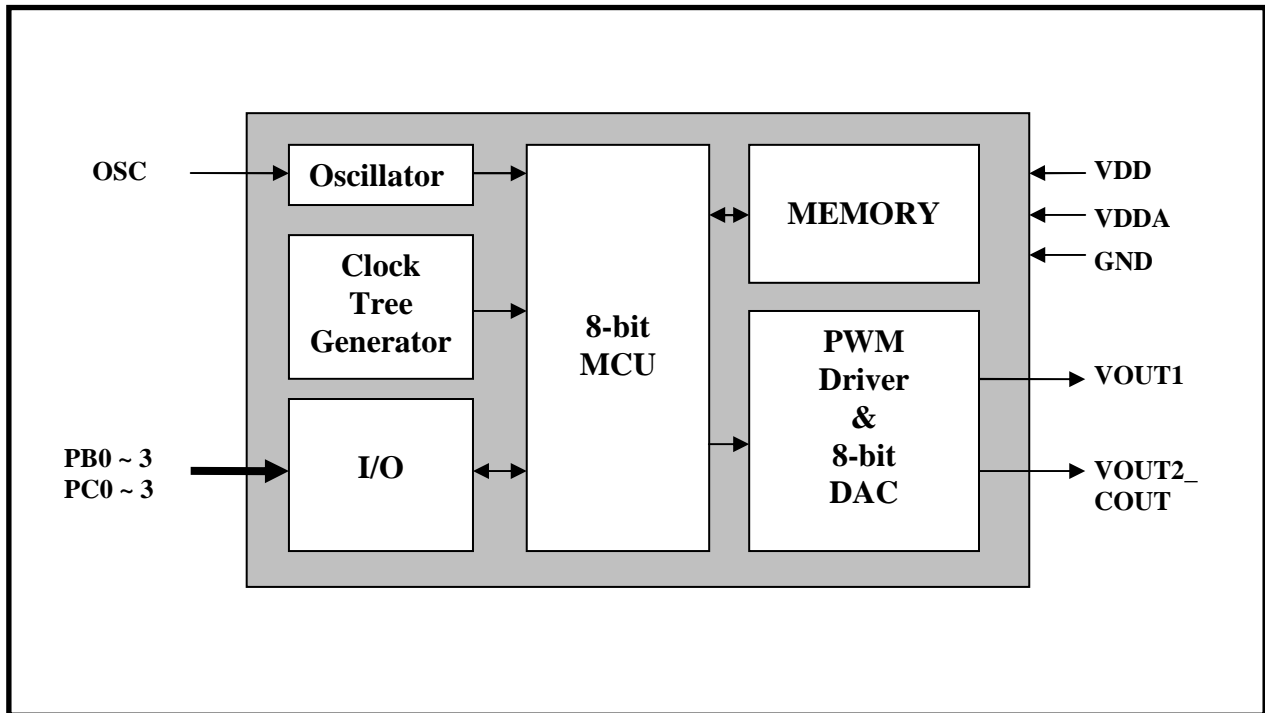 OSC
Oscillator
Clock
Tree
Generator
PB0 ~ 3
PC0 ~ 3
I/O
8-bit
MCU
MEMORY
PWM
Driver
&
8-bit
DAC
VDD
VDDA
GND
VOUT1
VOUT2_
COUT